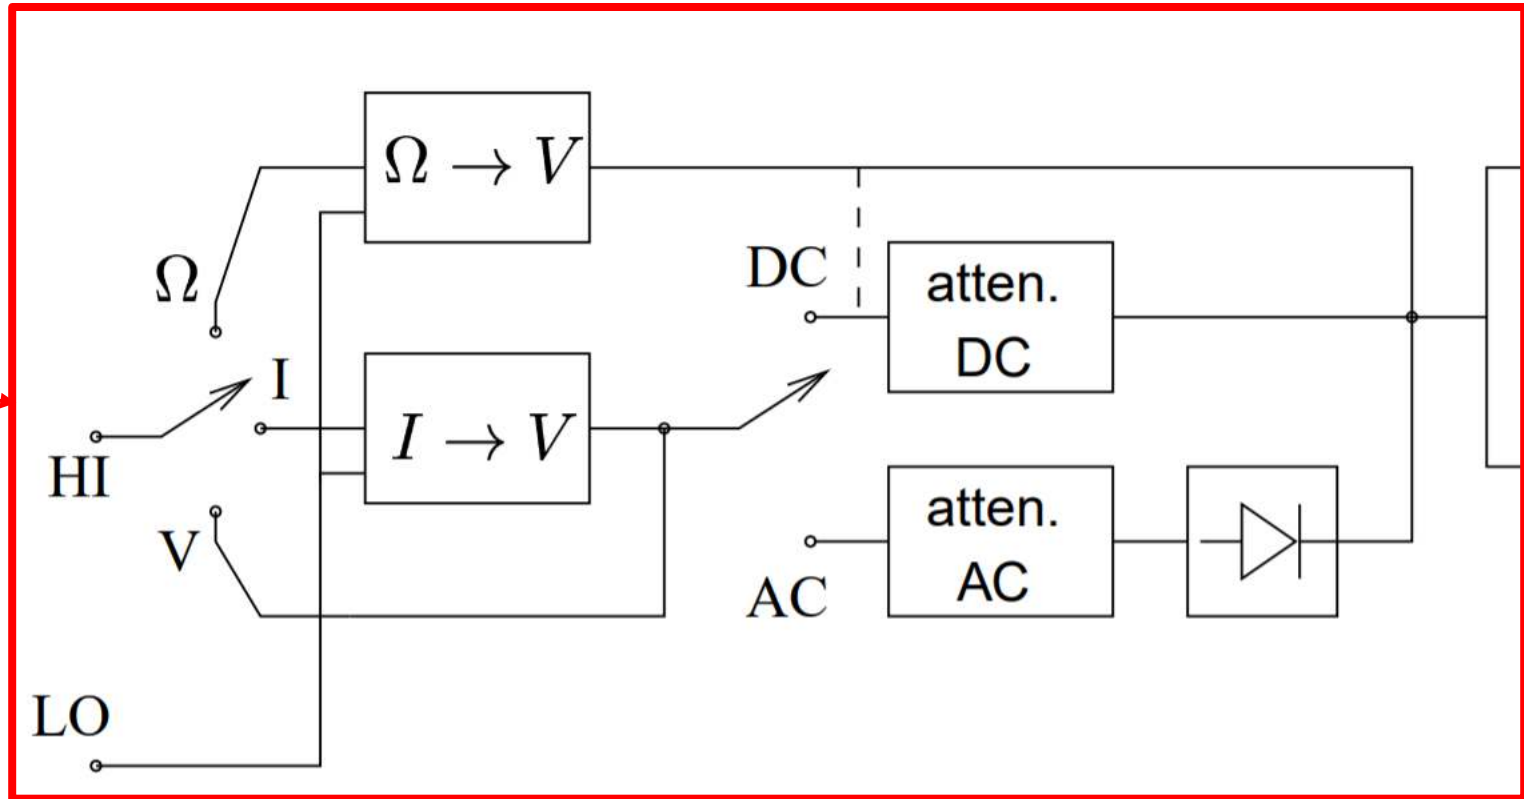 Ω → V
DC
atten.
DC
Ω
I
I → V
HI
V
atten.
AC
AC
LO